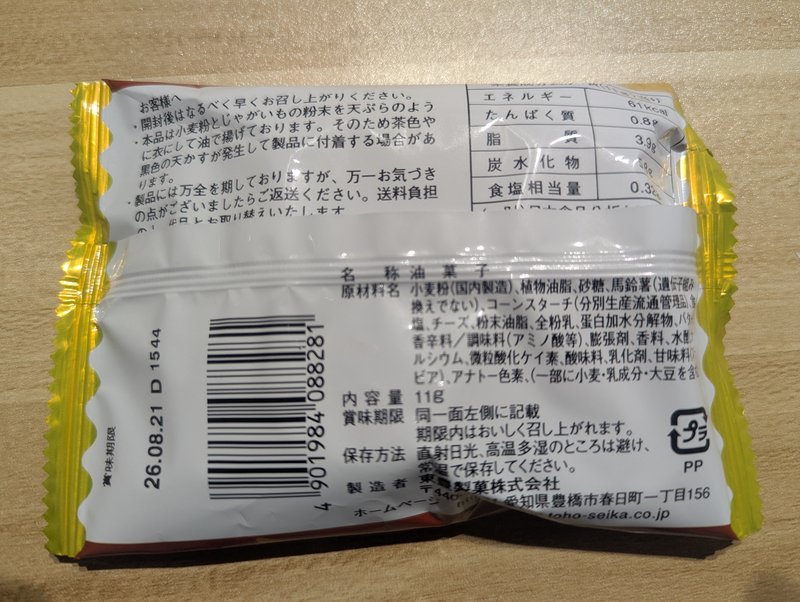 お客様へ
・開封後はなるべく早くお召し上がりください。
・本品は小麦粉とじゃがいもの粉末を天ぷらのよう
に衣にして油で揚げております。そのため茶色や
黒色の天かすが発生して製品に付着する場合があ
ります。
・製品には万全を期しておりますが、万一お気づき
の点がございましたらご返送ください。送料負担
エネルギー 61kcal
たんぱく質 0.8g
脂質 3.9g
炭水化物
食塩相当量
名称 油菓子
原材料名 小麦粉(国内製造)、植物油脂、砂糖、馬鈴薯(遺伝子組み
換えでない)、コーンスターチ(分別生産流通管理品)、
塩、チーズ、粉末油脂、全粉乳、蛋白加水分解物、バター
香辛料/調味料(アミノ酸等)、膨張剤、香料、
ルシウム、微粒酸化ケイ素、酸味料、乳化剤、甘味料
ビア)、アナトー色素、(一部に小麦・乳成分・大豆を含む
内容量 11g
賞味期限 同一面左側に記載
期限内はおいしく召し上がれます。
保存方法 直射日光、高温多湿のところは避け、
常温で保存してください。
製造者 東豊製菓株式会社
愛知県豊橋市春日町一丁目156
ホームページ toho-seika.co.jp
プラ
PP
4 901984 088281
賞味期限
26.08.21 D 1544